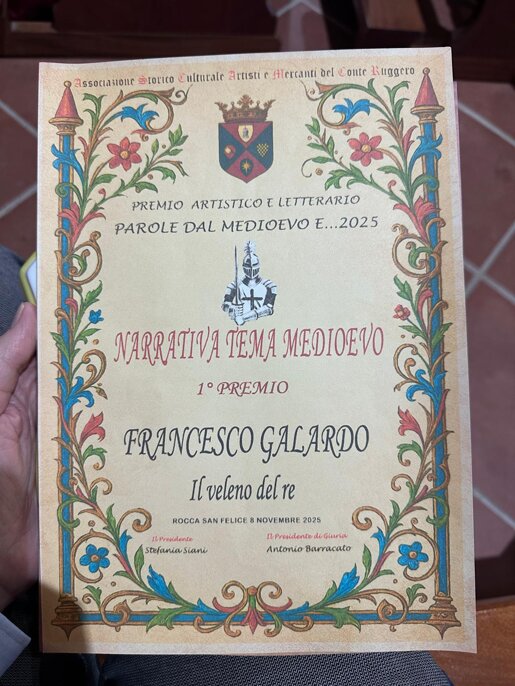 Associazione Storico Culturale Artisti e Mercanti del Conte Ruggero
PREMIO ARTISTICO E LETTERARIO
PAROLE DAL MEDIOEVO E...2025
NARRATIVA TEMA MEDIOEVO
1° PREMIO
FRANCESCO GALARDO
Il veleno del re
ROCCA SAN FELICE 8 NOVEMBRE 2025
Il Presidente
Stefania Siani
Il Presidente di Giuria
Antonio Barracato